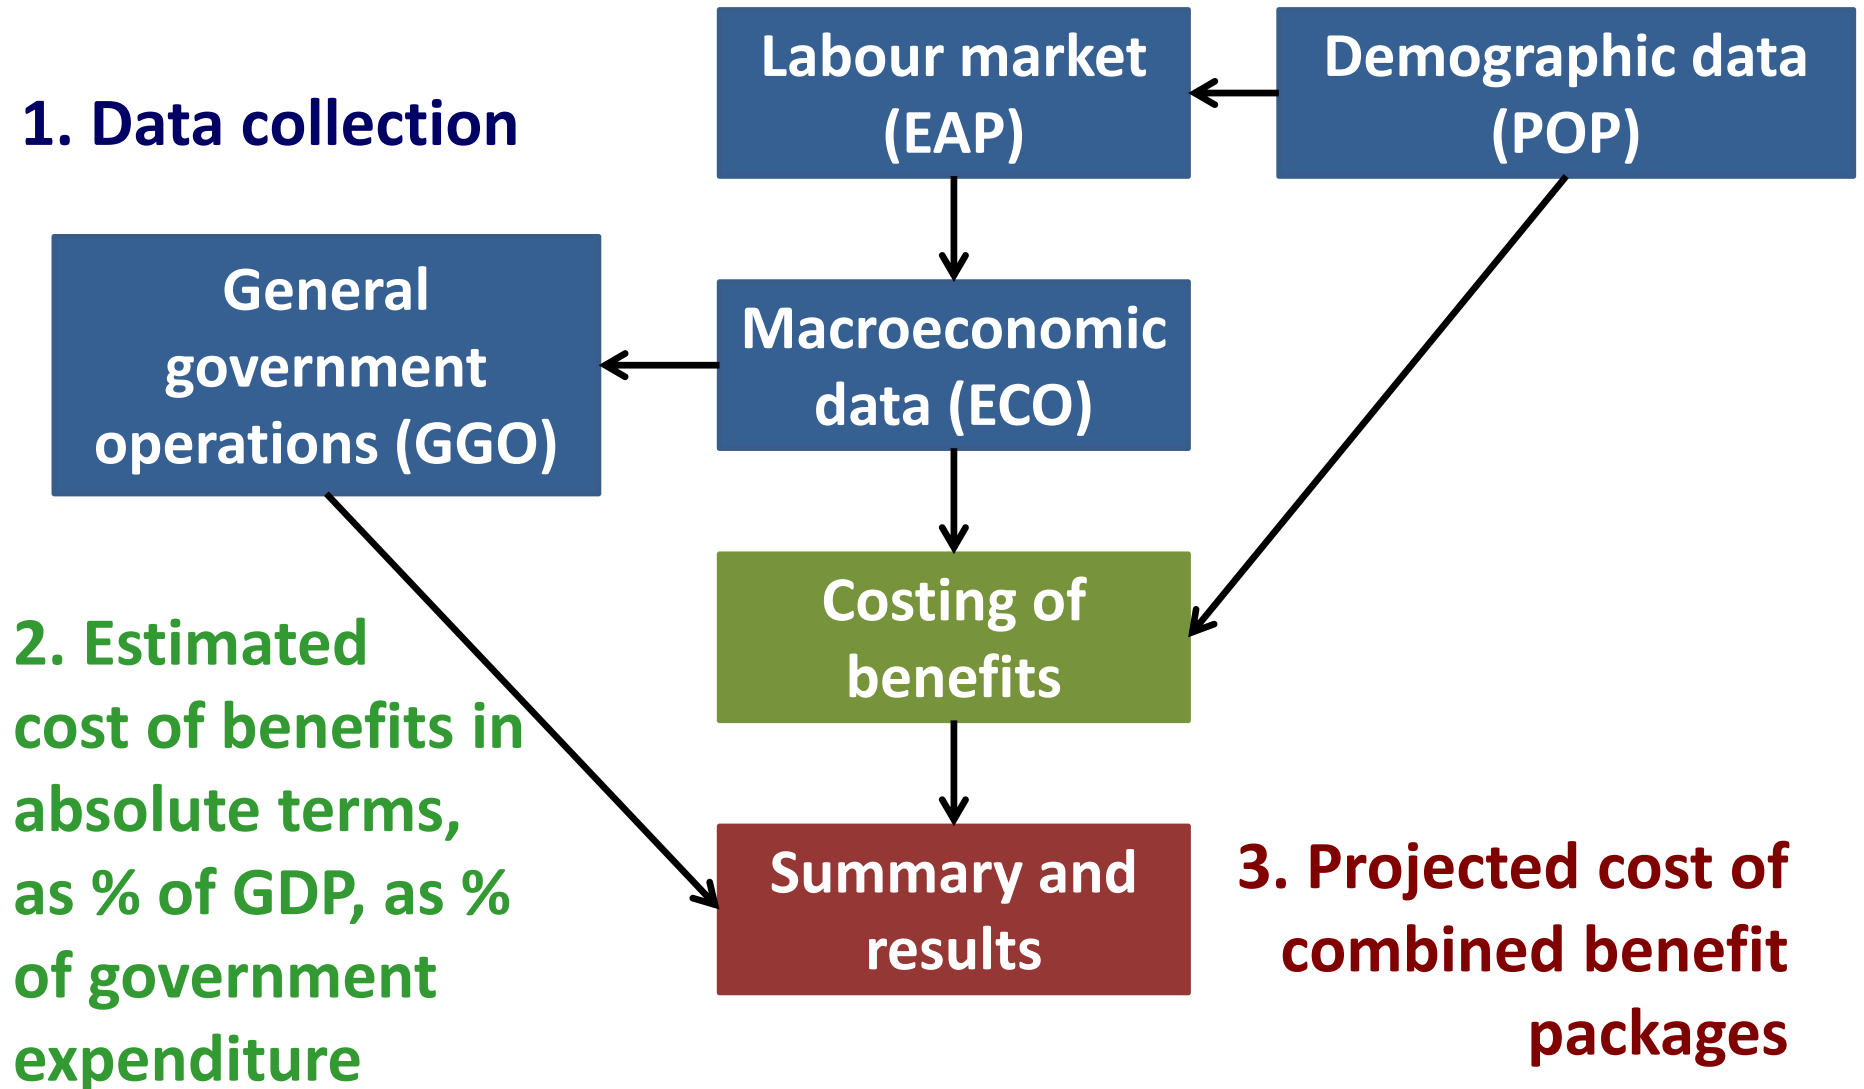 Labour market
(EAP)
Demographic data
(POP)
1. Data collection
General
government
operations (GGO)
Macroeconomic
data (ECO)
Costing of
benefits
2. Estimated
cost of benefits in
absolute terms,
as % of GDP, as %
of government
expenditure
Summary and
results
3. Projected cost of
combined benefit
packages